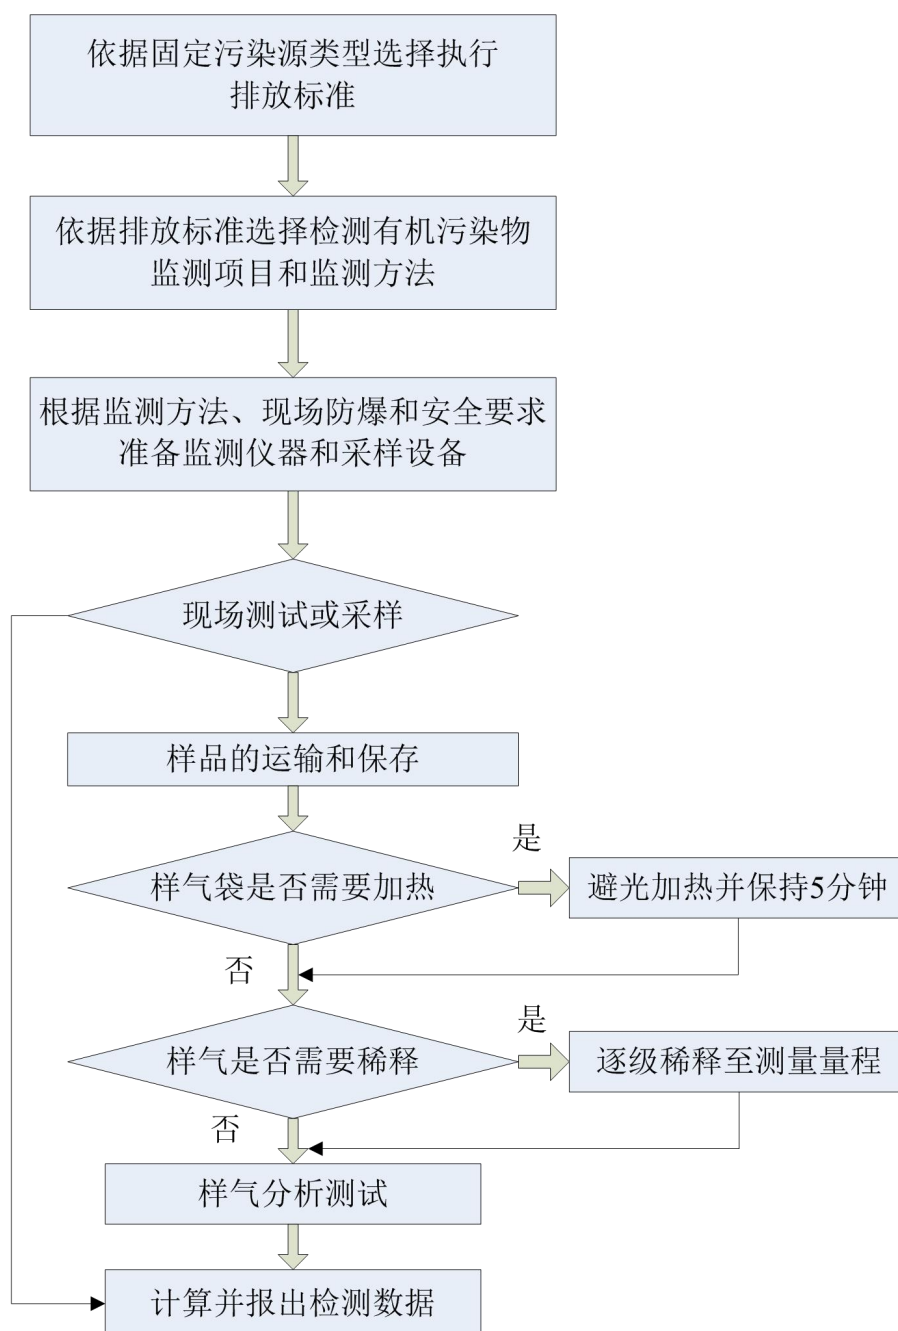 依据固定污染源类型选择执行
排放标准
依据排放标准选择检测有机污染物
监测项目和监测方法
根据监测方法、现场防爆和安全要求
准备监测仪器和采样设备
现场测试或采样
样品的运输和保存
样气袋是否需要加热
是
避光加热并保持5分钟
否
样气是否需要稀释
是
逐级稀释至测量量程
否
样气分析测试
计算并报出检测数据